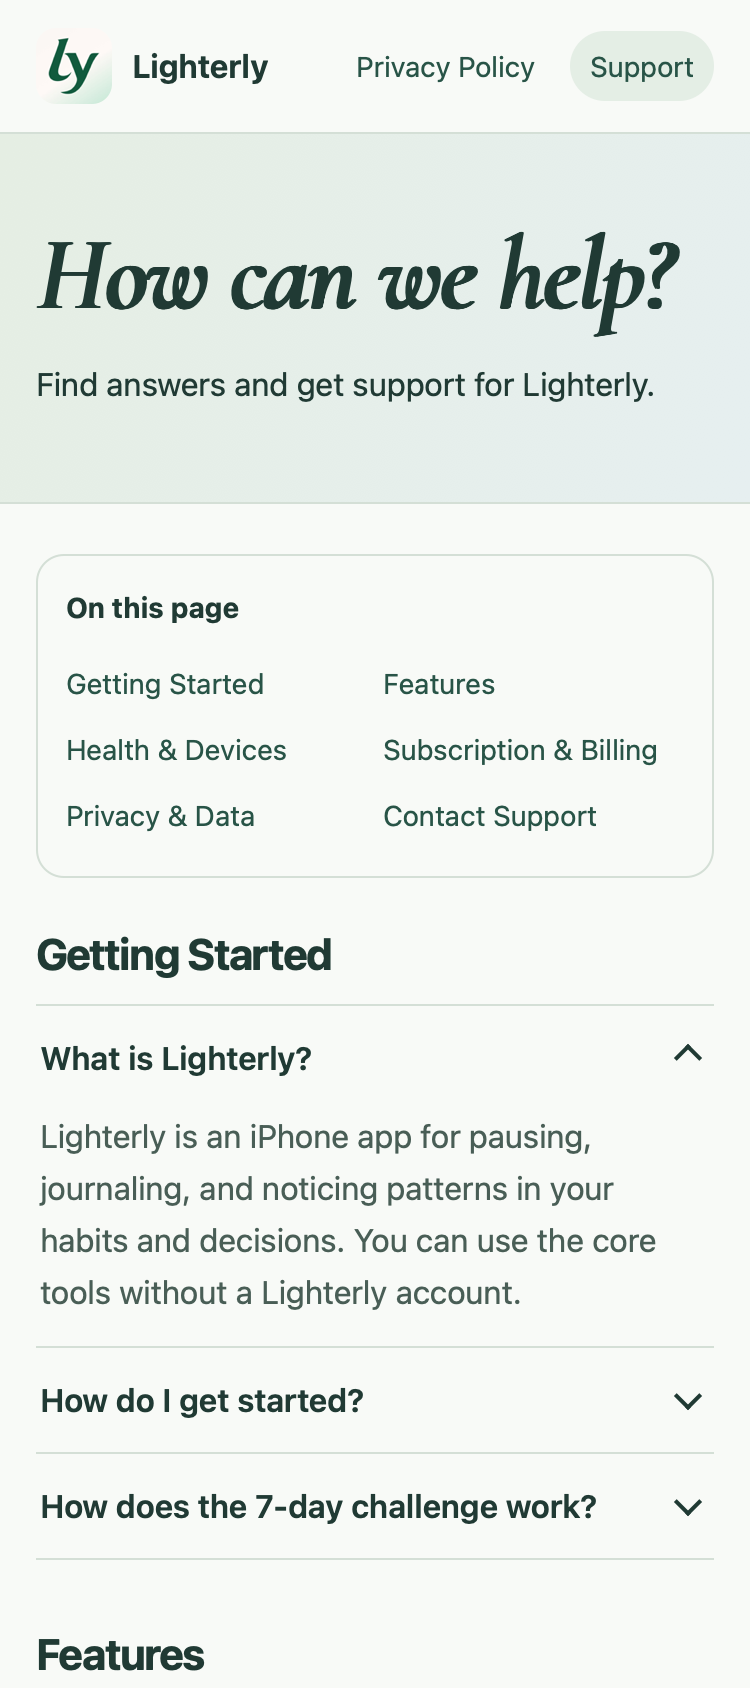 ly
Lighterly
Privacy Policy
Support
How can we help?
Find answers and get support for Lighterly.
On this page
Getting Started
Features
Health & Devices
Subscription & Billing
Privacy & Data
Contact Support
Getting Started
What is Lighterly?
Lighterly is an iPhone app for pausing,
journaling, and noticing patterns in your
habits and decisions. You can use the core
tools without a Lighterly account.
How do I get started?
How does the 7-day challenge work?
Features